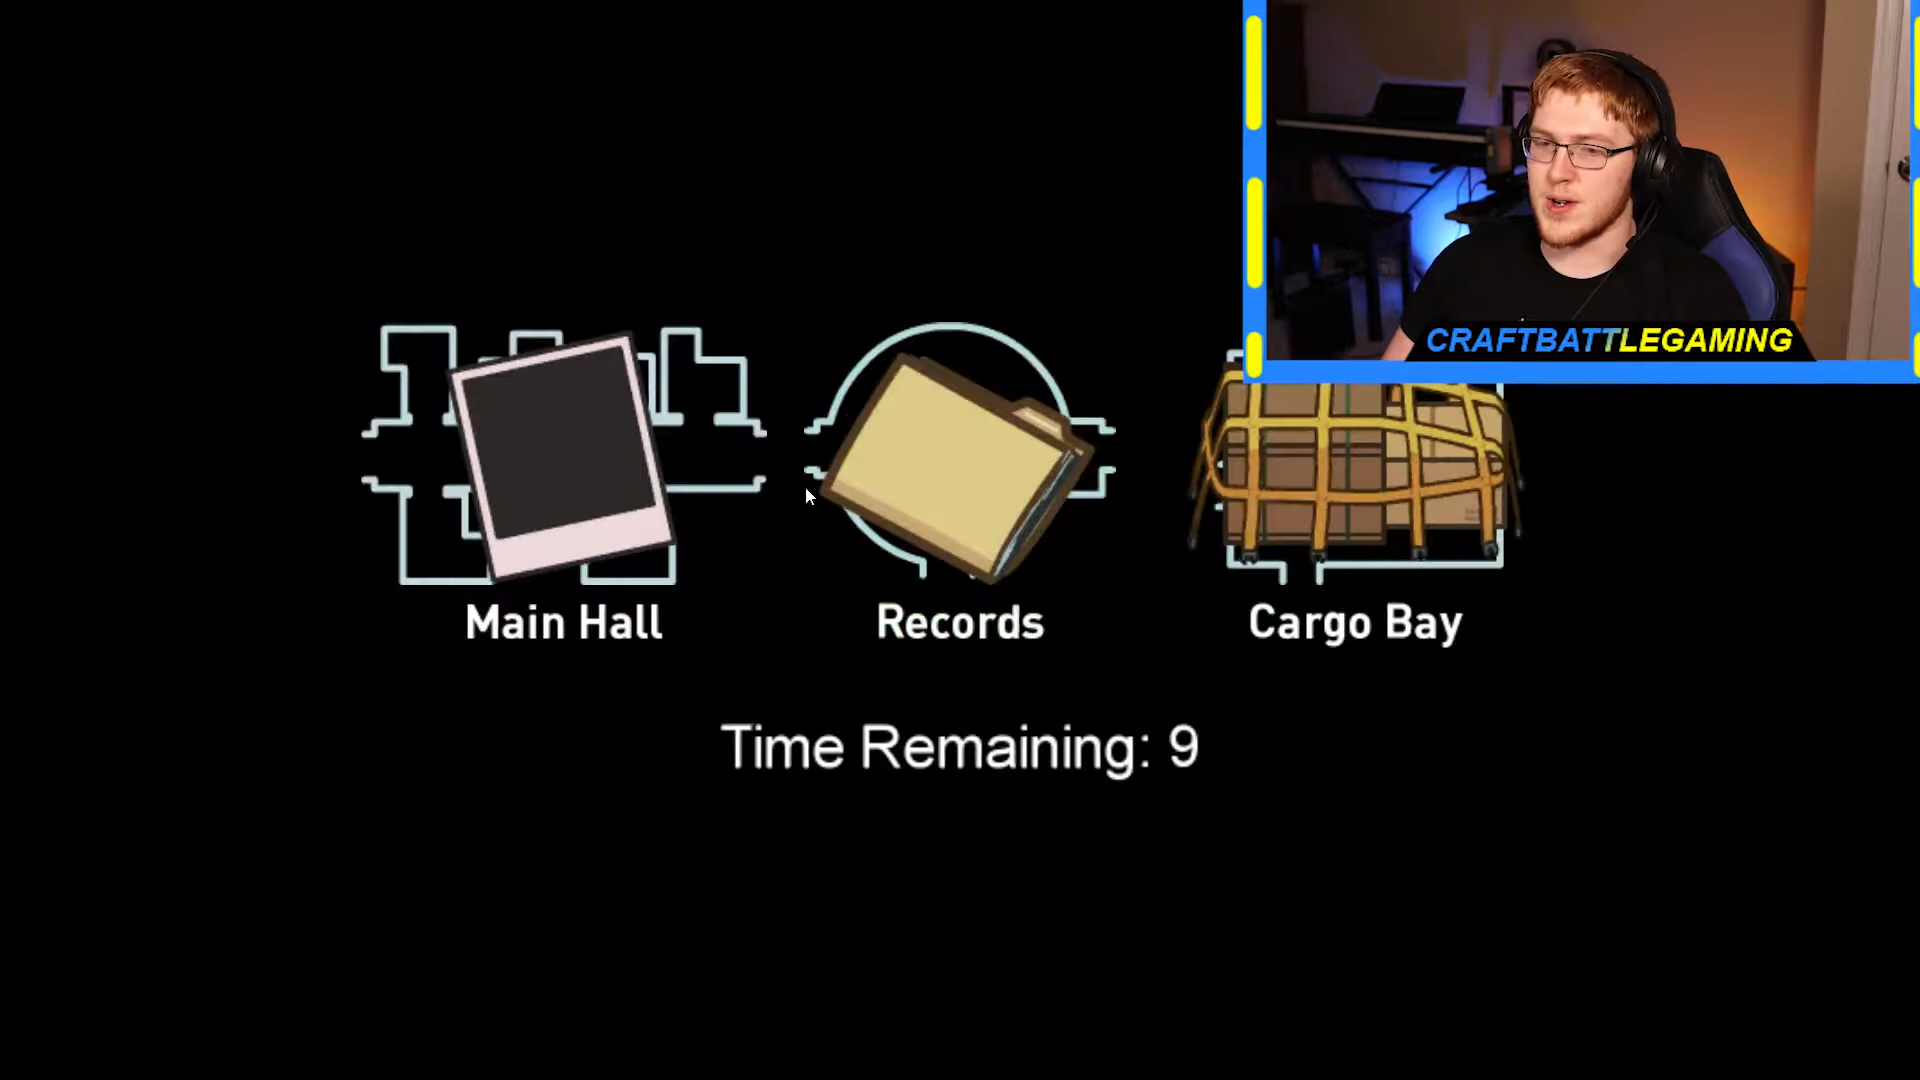 CRAFTBATTLEGAMING
Main Hall
Records
Cargo Bay
Time Remaining: 9